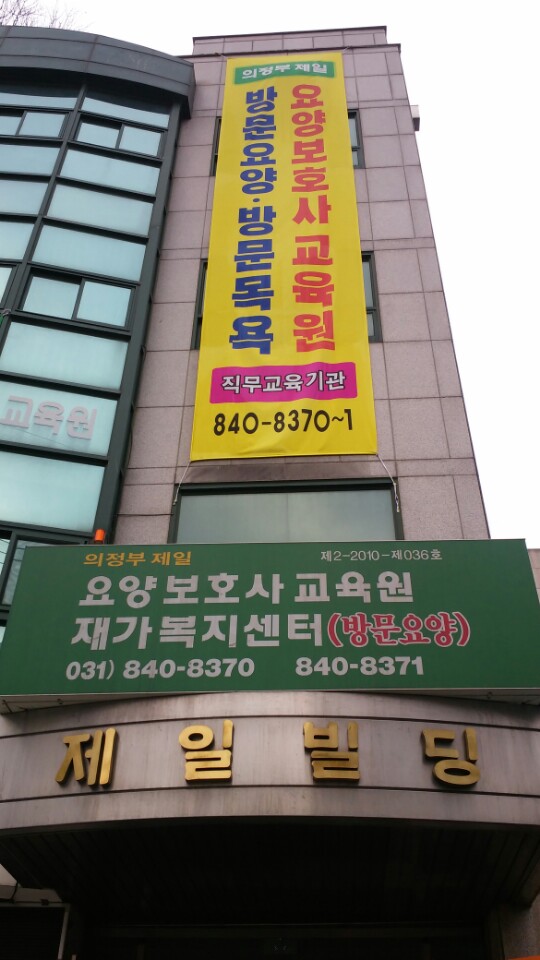 의정부 제일
요양보호사 교육원
방문요양·방문목욕
직무교육기관
840-8370~1
교육원
의정부 제일
제2-2010-제036호
요양보호사 교육원
재가복지센터(방문요양)
031) 840-8370 840-8371
제일빌딩